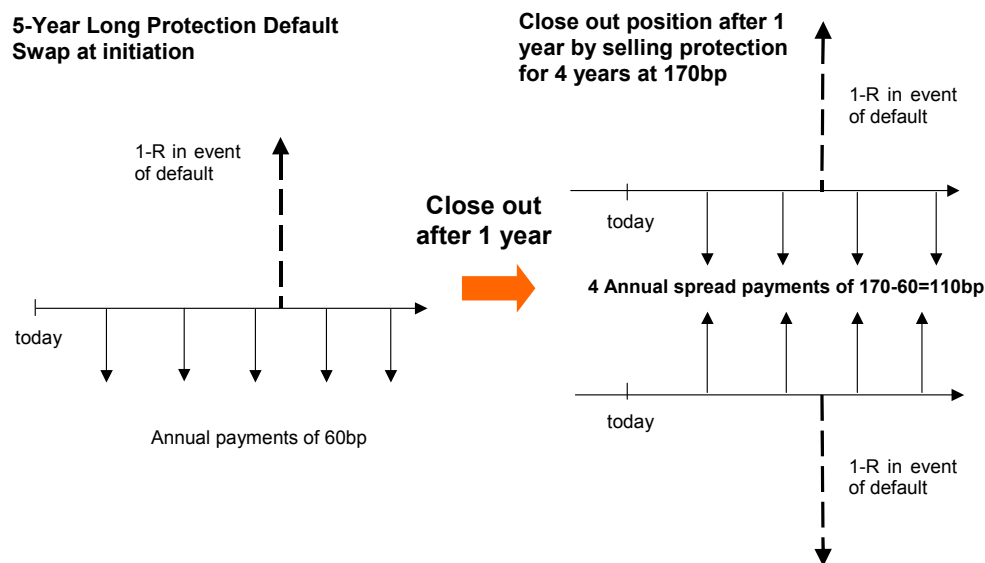 5-Year Long Protection Default
Swap at initiation
1-R in event
of default
today
Annual payments of 60bp
Close out
after 1 year
Close out position after 1
year by selling protection
for 4 years at 170bp
1-R in event
of default
today
4 Annual spread payments of 170-60=110bp
today
1-R in event
of default